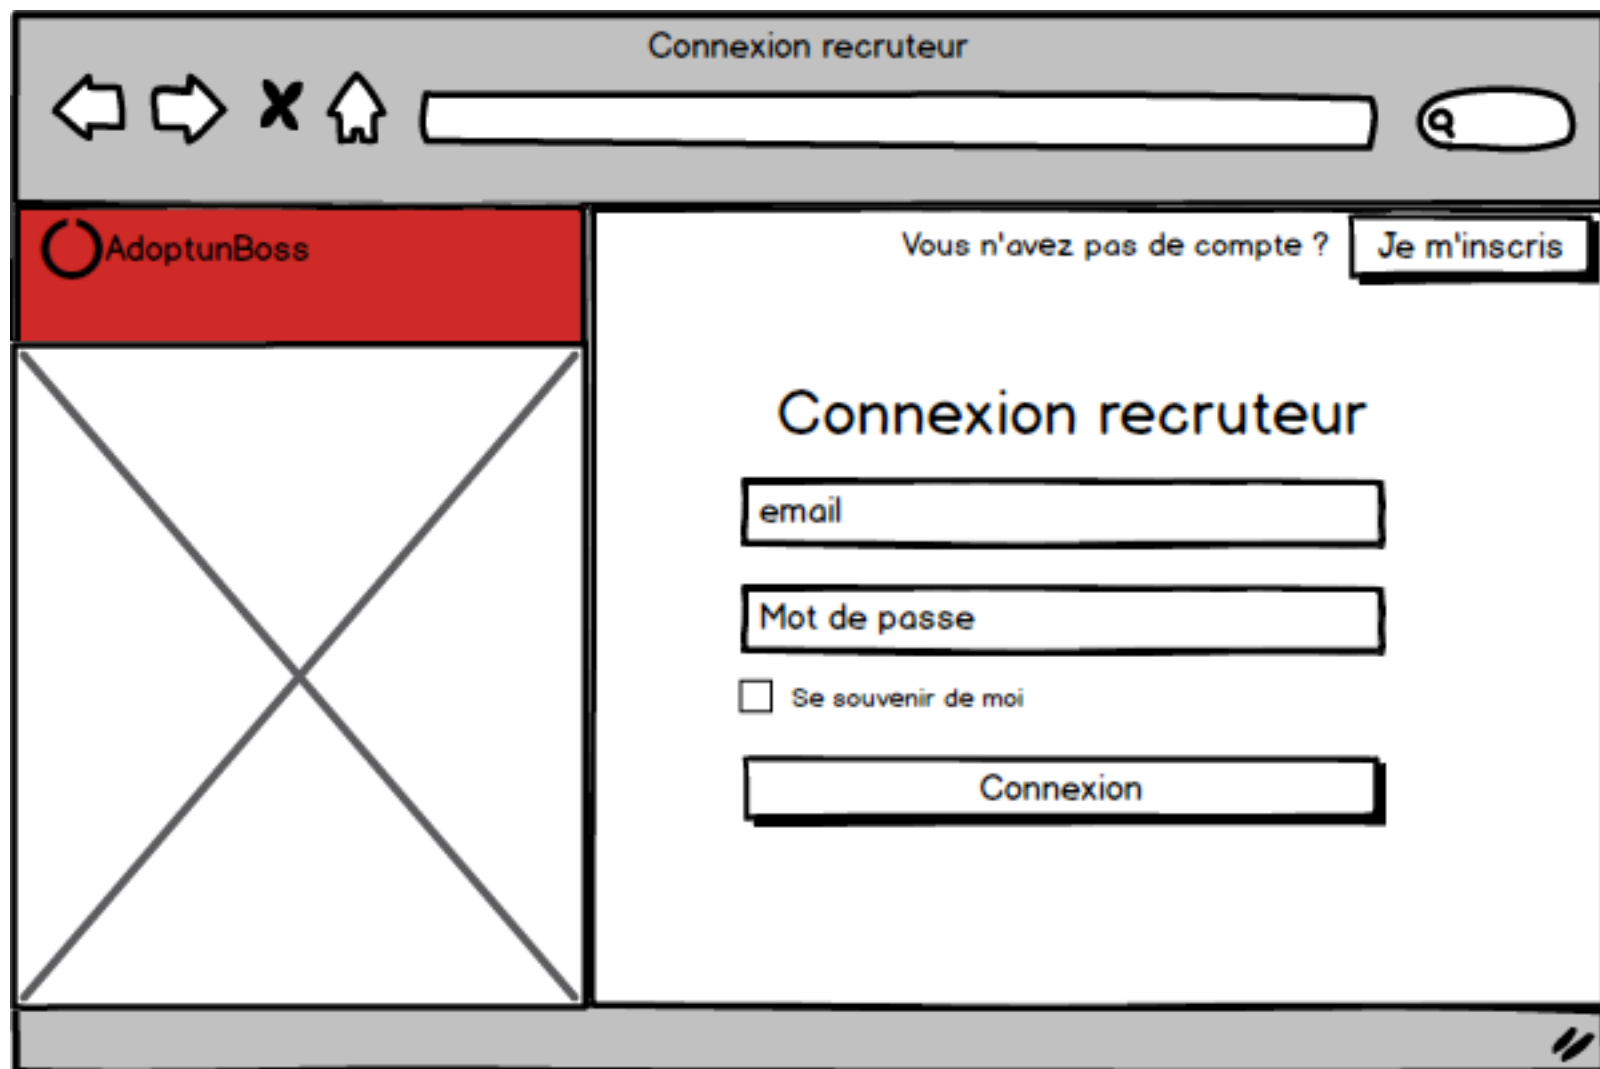 Connexion recruteur
AdoptunBoss
Vous n'avez pas de compte ?
Je m'inscris
Connexion recruteur
email
Mot de passe
Se souvenir de moi
Connexion